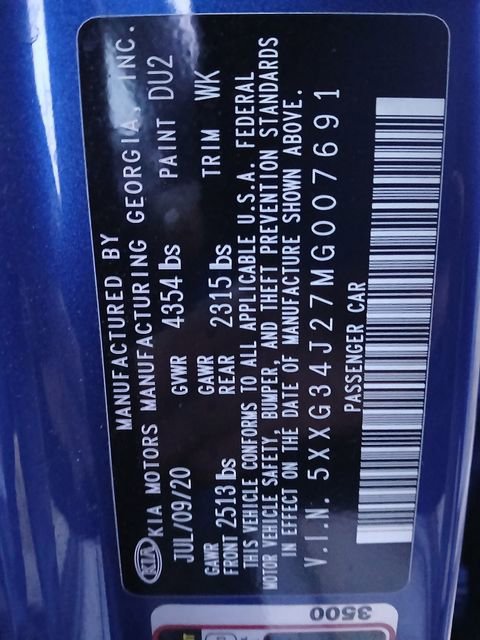 MANUFACTURED BY
KIA KIA MOTORS MANUFACTURING GEORGIA, INC.
JUL/09/20 GVWR 4354 lbs PAINT DU2
GAWR FRONT 2513 lbs GAWR REAR 2315 lbs TRIM WK
THIS VEHICLE CONFORMS TO ALL APPLICABLE U.S.A. FEDERAL
MOTOR VEHICLE SAFETY, BUMPER, AND THEFT PREVENTION STANDARDS
IN EFFECT ON THE DATE OF MANUFACTURE SHOWN ABOVE.
V.I.N. 5XXG34J27MG007691
PASSENGER CAR
3500